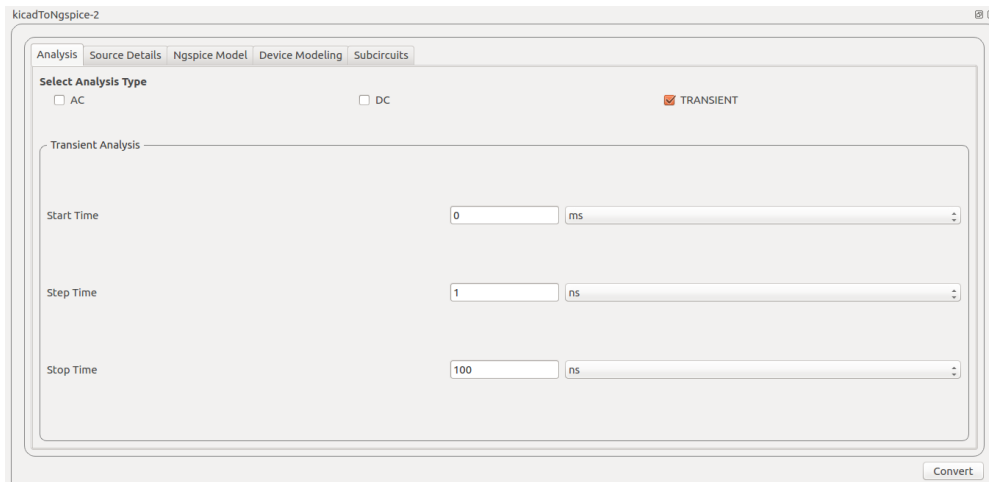 kicadToNgspice-2
Analysis Source Details Ngspice Model Device Modeling Subcircuits
Select Analysis Type
AC DC TRANSIENT
Transient Analysis
Start Time 0 ms
Step Time 1 ns
Stop Time 100 ns
Convert